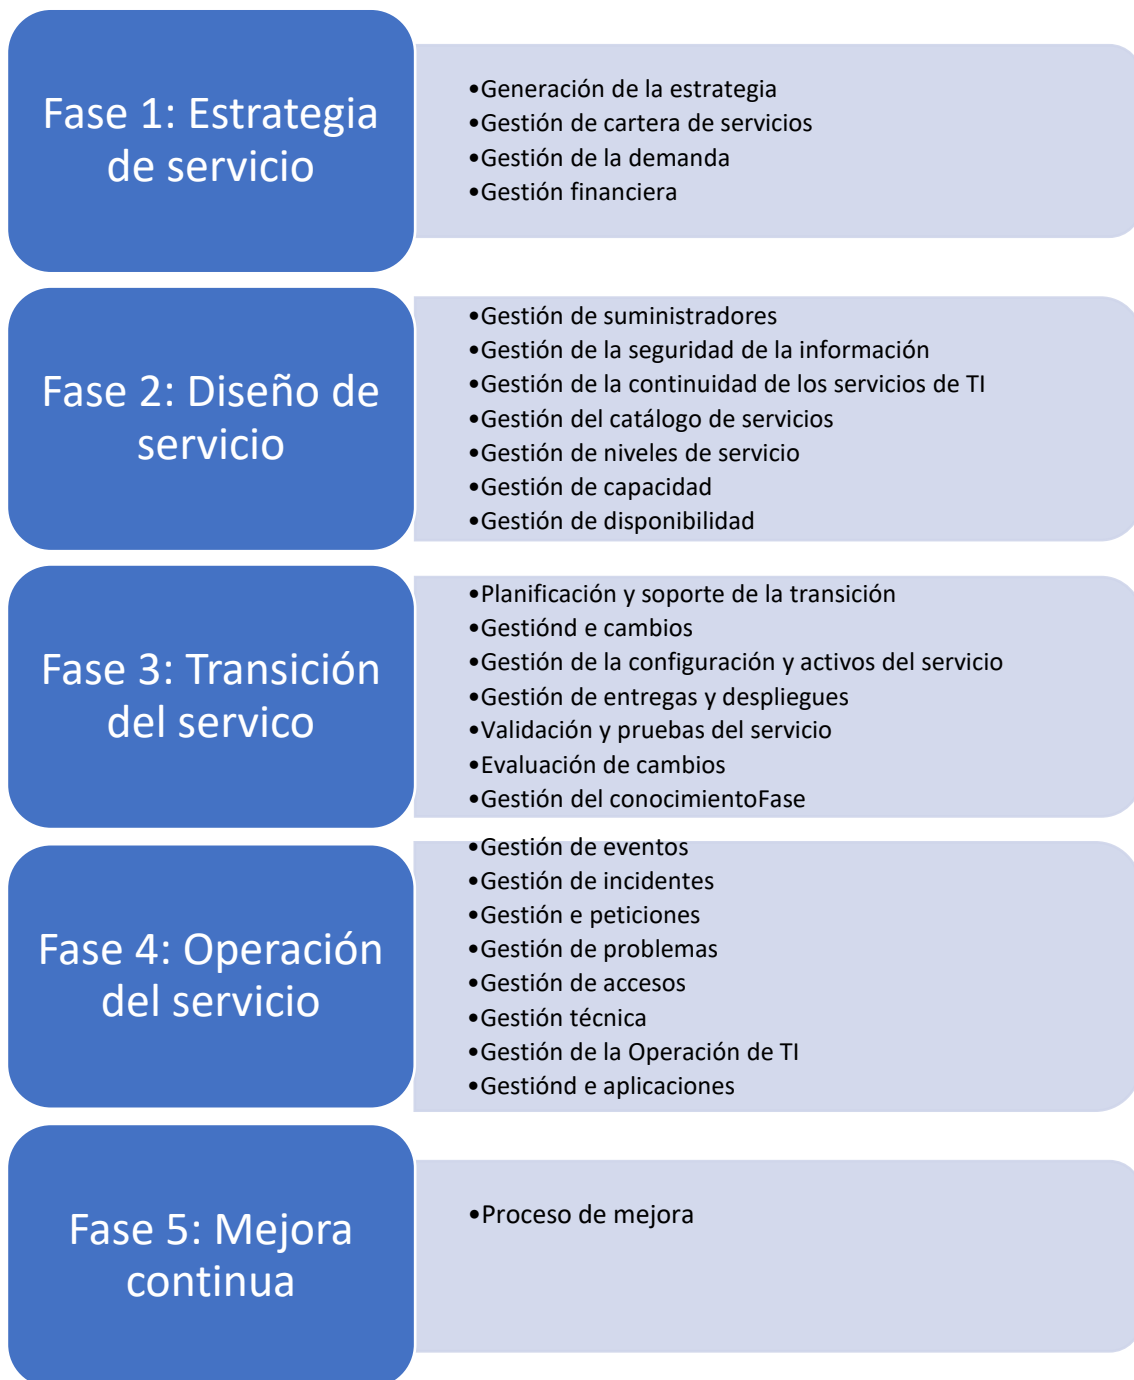 Fase 1: Estrategia
de servicio
•Generación de la estrategia
•Gestión de cartera de servicios
•Gestión de la demanda
•Gestión financiera
Fase 2: Diseño de
servicio
•Gestión de suministradores
•Gestión de la seguridad de la información
•Gestión de la continuidad de los servicios de TI
•Gestión del catálogo de servicios
•Gestión de niveles de servicio
•Gestión de capacidad
•Gestión de disponibilidad
Fase 3: Transición
del servico
•Planificación y soporte de la transición
•Gestiónd e cambios
•Gestión de la configuración y activos del servicio
•Gestión de entregas y despliegues
•Validación y pruebas del servicio
•Evaluación de cambios
•Gestión del conocimientoFase
Fase 4: Operación
del servicio
•Gestión de eventos
•Gestión de incidentes
•Gestión e peticiones
•Gestión de problemas
•Gestión de accesos
•Gestión técnica
•Gestión de la Operación de TI
•Gestiónd e aplicaciones
Fase 5: Mejora
continua
•Proceso de mejora